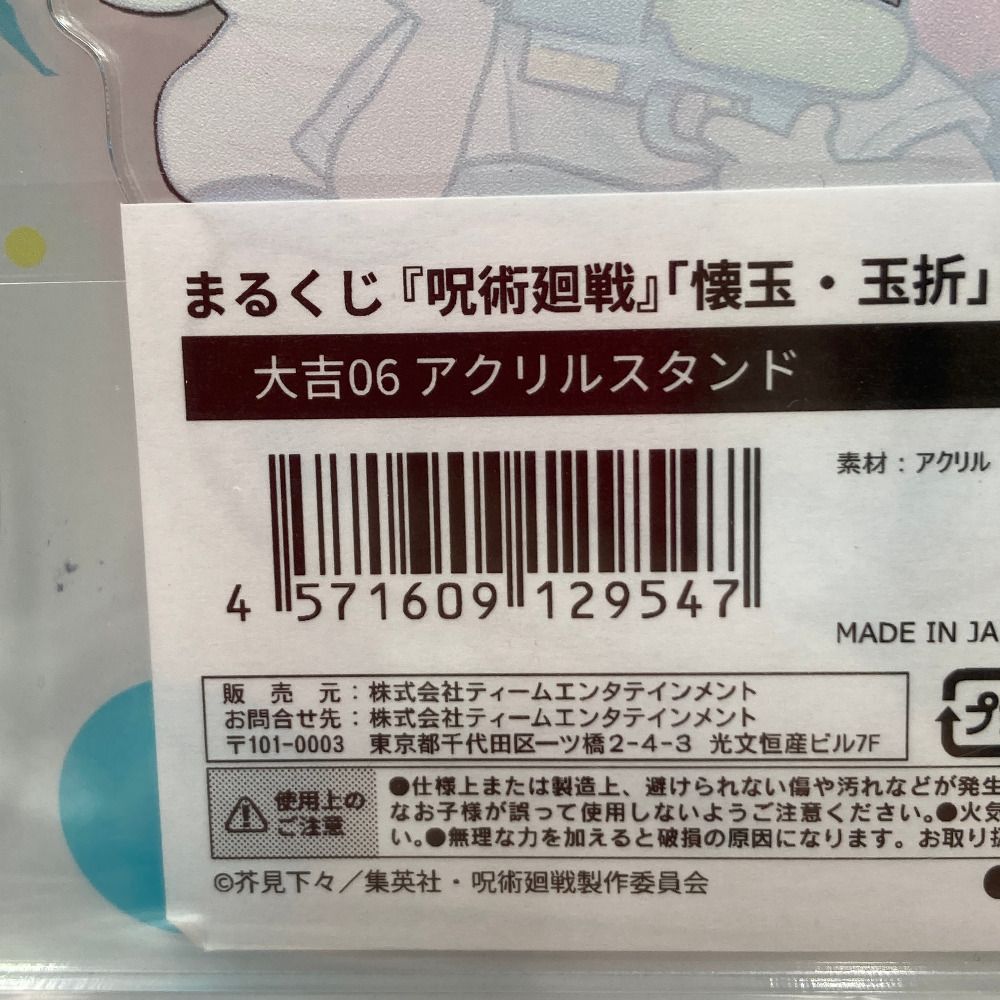 まるくじ『呪術廻戦』「懐玉・玉折」
大吉06 アクリルスタンド
素材：アクリル
4 571609 129547
MADE IN JA
販売元：株式会社ティームエンタテインメント
お問合せ先：株式会社ティームエンタテインメント
〒101-0003 東京都千代田区一ツ橋2-4-3 光文恒産ビル7F
プ
使用上の
ご注意
●仕様上または製造上、避けられない傷や汚れなどが発生
なお子様が誤って使用しないようご注意ください。●火気
い。●無理な力を加えると破損の原因になります。お取り扱
©芥見下々／集英社・呪術廻戦製作委員会